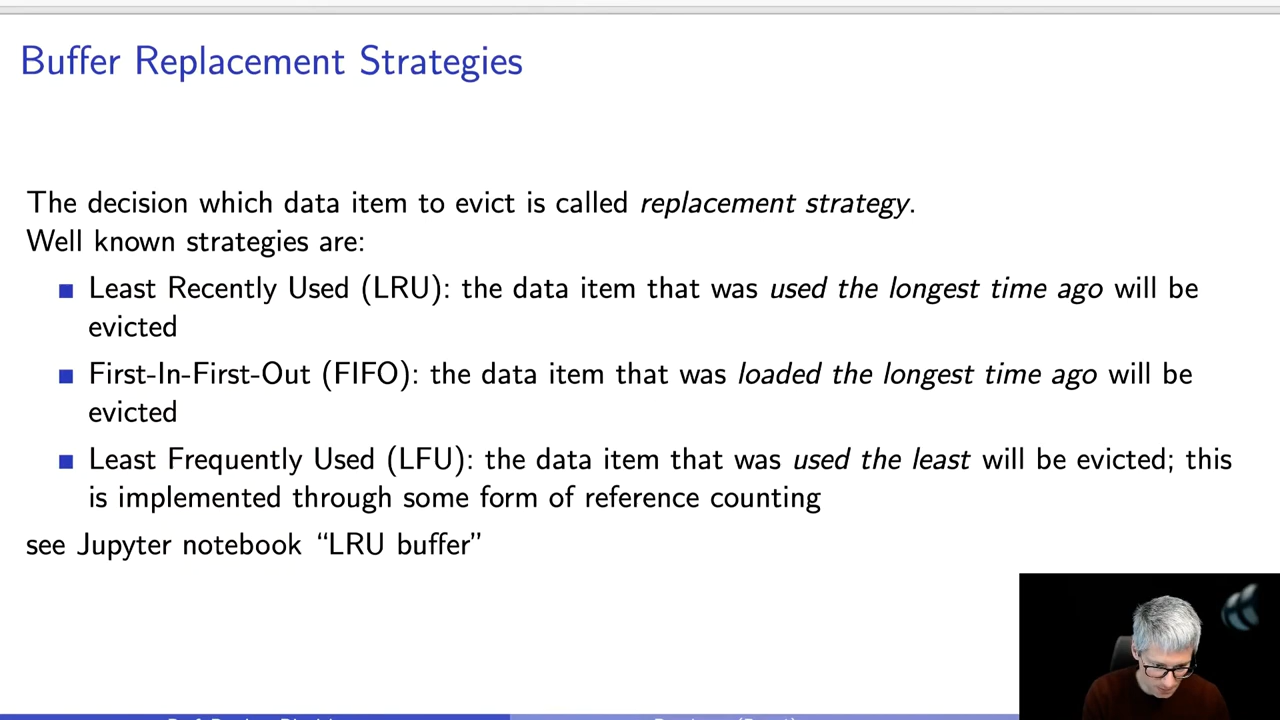 Buffer Replacement Strategies
The decision which data item to evict is called replacement strategy.
Well known strategies are:
Least Recently Used (LRU): the data item that was used the longest time ago will be
evicted
First-In-First-Out (FIFO): the data item that was loaded the longest time ago will be
evicted
Least Frequently Used (LFU): the data item that was used the least will be evicted; this
is implemented through some form of reference counting
see Jupyter notebook “LRU buffer”